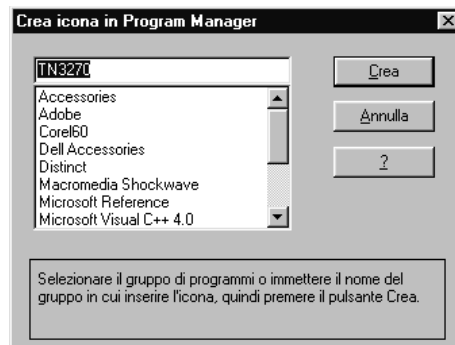 Crea icona in Program Manager
TN3270
Crea
Accessories
Adobe
Corel60
Dell Accessories
Distinct
Macromedia Shockwave
Microsoft Reference
Microsoft Visual C++ 4.0
Annulla
?
Selezionare il gruppo di programmi o immettere il nome del
gruppo in cui inserire l'icona, quindi premere il pulsante Crea.